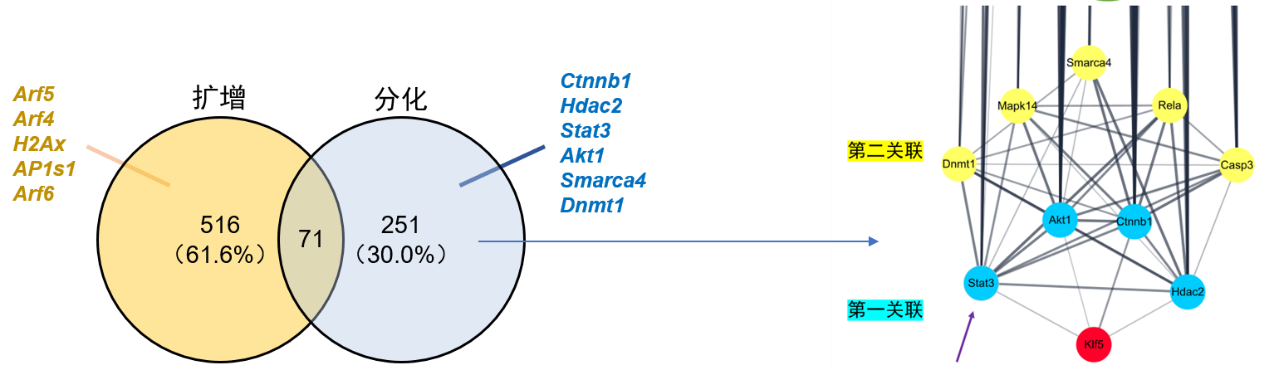 Arf5
Arf4
H2Ax
AP1s1
Arf6
扩增
分化
516
（61.6%）
71
251
（30.0%）
Ctnnb1
Hdac2
Stat3
Akt1
Smarca4
Dnmt1
第二关联
第一关联
Smarca4
Mapk14
Rela
Dnmt1
Casp3
Akt1
Ctnnb1
Stat3
Hdac2
Klf5